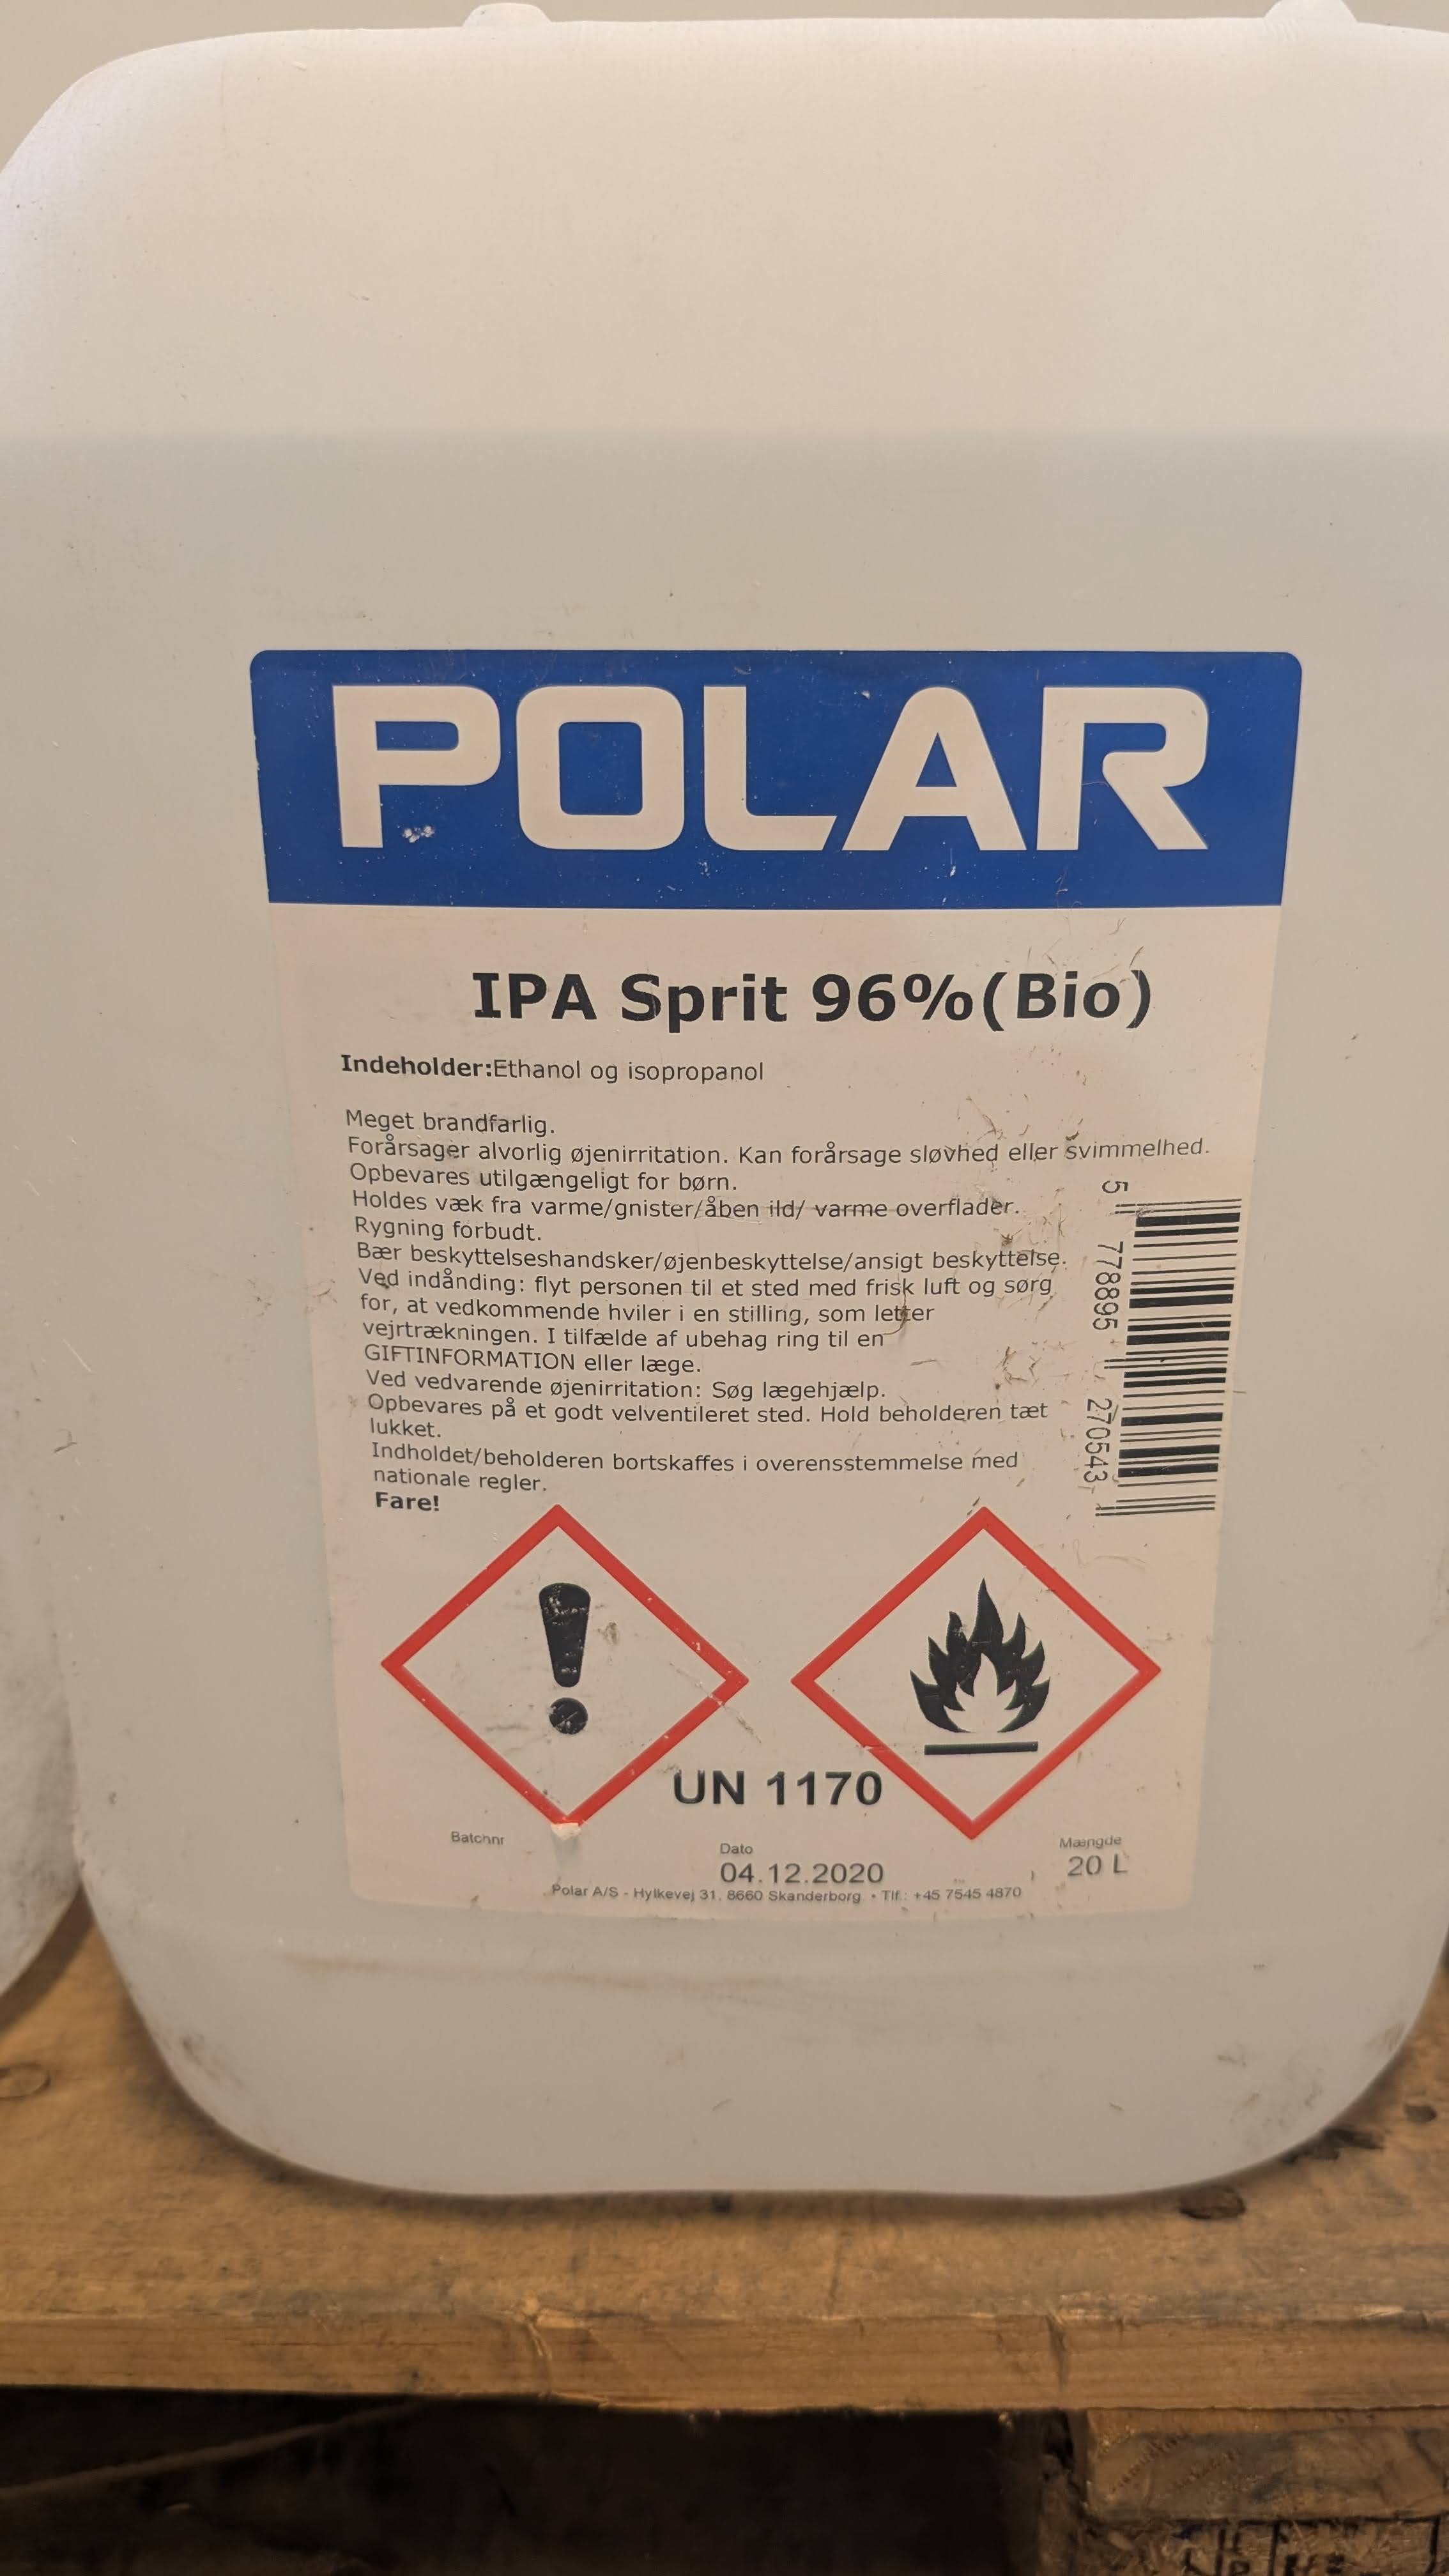 POLAR
IPA Sprit 96%(Bio)
Indeholder:Ethanol og isopropanol
Meget brandfarlig.
Forårsager alvorlig øjenirritation. Kan forårsage sløvhed eller svimmelhed.
Opbevares utilgængeligt for børn.
Holdes væk fra varme/gnister/åben ild/ varme overflader.
Rygning forbudt.
Bær beskyttelseshandsker/øjenbeskyttelse/ansigt beskyttelse.
Ved indånding: flyt personen til et sted med frisk luft og sørg
for, at vedkommende hviler i en stilling, som letter
vejrtrækningen. I tilfælde af ubehag ring til en
GIFTINFORMATION eller læge.
Ved vedvarende øjenirritation: Søg lægehjælp.
Opbevares på et godt velventileret sted. Hold beholderen tæt
lukket.
Indholdet/beholderen bortskaffes i overensstemmelse med
nationale regler.
Fare!
5 778895 270543
UN 1170
Batchnr
Dato
04.12.2020
Mængde
20 L
Polar A/S - Hylkevej 31, 8660 Skanderborg • Tlf.: +45 7545 4870